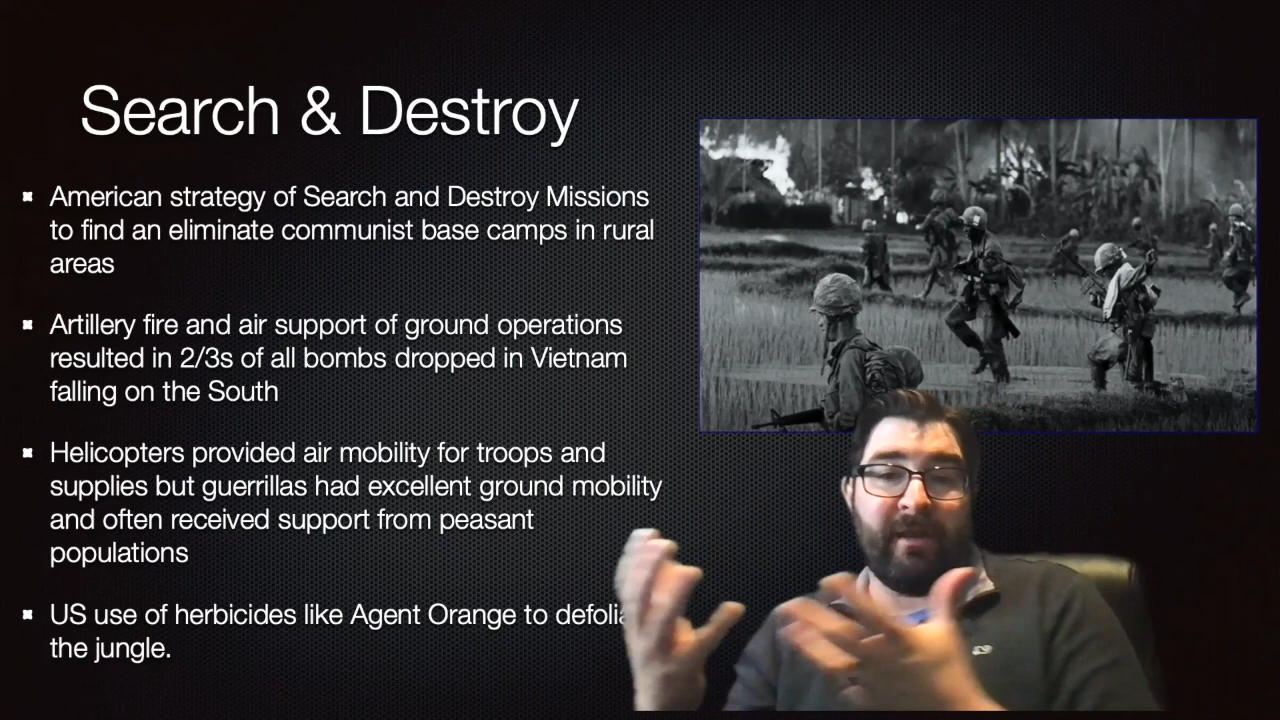 Search & Destroy
American strategy of Search and Destroy Missions
to find an eliminate communist base camps in rural
areas
Artillery fire and air support of ground operations
resulted in 2/3s of all bombs dropped in Vietnam
falling on the South
Helicopters provided air mobility for troops and
supplies but guerrillas had excellent ground mobility
and often received support from peasant
populations
US use of herbicides like Agent Orange to
the jungle.